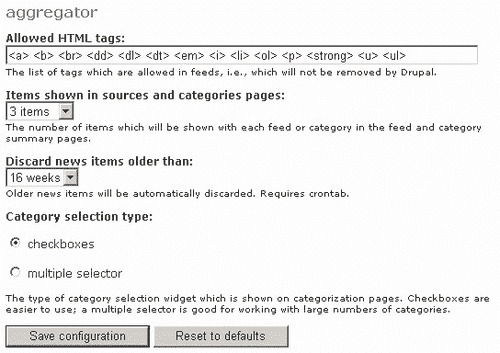 aggregator
Allowed HTML tags:
<a> <b> <br> <dd> <dl> <dt> <em> <i> <li> <ol> <p> <strong> <u> <ul>
The list of tags which are allowed in feeds, i.e., which will not be removed by Drupal.
Items shown in sources and categories pages:
3 items
The number of items which will be shown with each feed or category in the feed and category
summary pages.
Discard news items older than:
16 weeks
Older news items will be automatically discarded. Requires crontab.
Category selection type:
checkboxes
multiple selector
The type of category selection widget which is shown on categorization pages. Checkboxes are
easier to use; a multiple selector is good for working with large numbers of categories.
Save configuration Reset to defaults